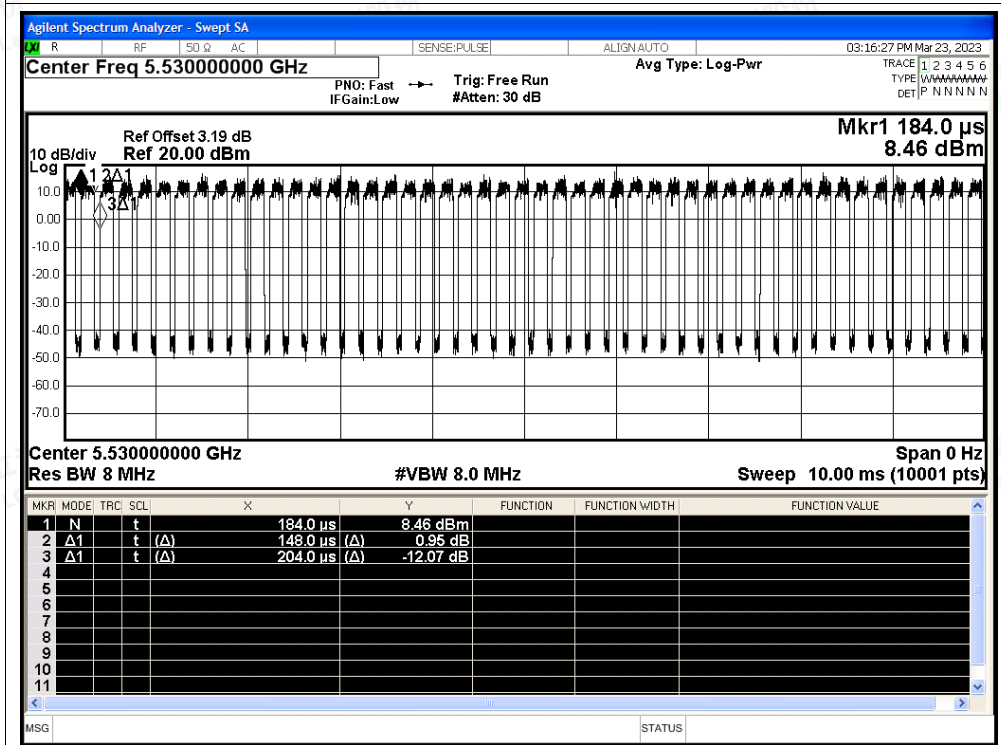 Agilent Spectrum Analyzer - Swept SA
LXI R RF 50 Ω AC SENSE:PULSE ALIGN AUTO 03:16:27 PM Mar 23, 2023
Center Freq 5.530000000 GHz Avg Type: Log-Pwr TRACE 1 2 3 4 5 6
PNO: Fast Trig: Free Run TYPE
IFGain:Low #Atten: 30 dB DET P N N N N N
Mkr1 184.0 µs
Ref Offset 3.19 dB
10 dB/div Ref 20.00 dBm 8.46 dBm
Log
1 2Δ1
10.0
3Δ1
0.00
-10.0
-20.0
-30.0
-40.0
-50.0
-60.0
-70.0
Center 5.530000000 GHz Span 0 Hz
Res BW 8 MHz #VBW 8.0 MHz Sweep 10.00 ms (10001 pts)
MKR MODE TRC SCL X Y FUNCTION FUNCTION WIDTH FUNCTION VALUE
1 N t 184.0 µs 8.46 dBm
2 Δ1 t (Δ) 148.0 µs (Δ) 0.95 dB
3 Δ1 t (Δ) 204.0 µs (Δ) -12.07 dB
4
5
6
7
8
9
10
11
MSG STATUS